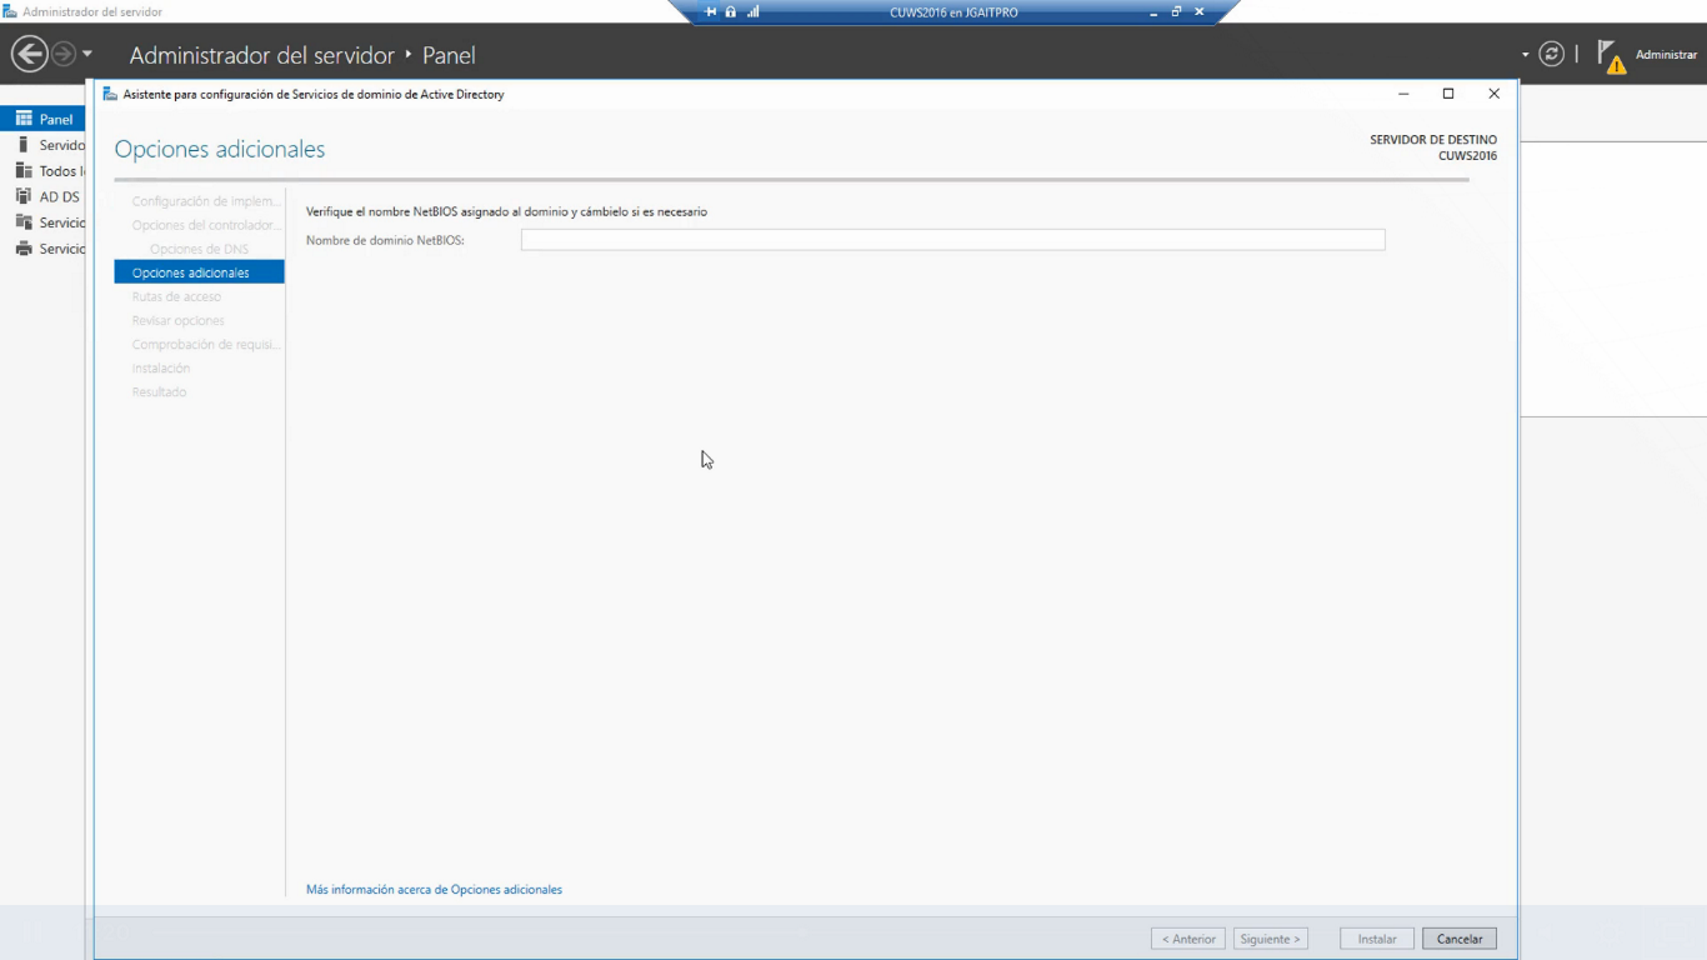 Administrador del servidor
CUWS2016 en JGAITPRO
Administrador del servidor ‣ Panel
Administrar
Panel
Servido
Todos l
AD DS
Servicio
Servicio
Asistente para configuración de Servicios de dominio de Active Directory
Opciones adicionales
SERVIDOR DE DESTINO
CUWS2016
Configuración de implem...
Opciones del controlador...
Opciones de DNS
Opciones adicionales
Rutas de acceso
Revisar opciones
Comprobación de requisi...
Instalación
Resultado
Verifique el nombre NetBIOS asignado al dominio y cámbielo si es necesario
Nombre de dominio NetBIOS:
Más información acerca de Opciones adicionales
< Anterior
Siguiente >
Instalar
Cancelar